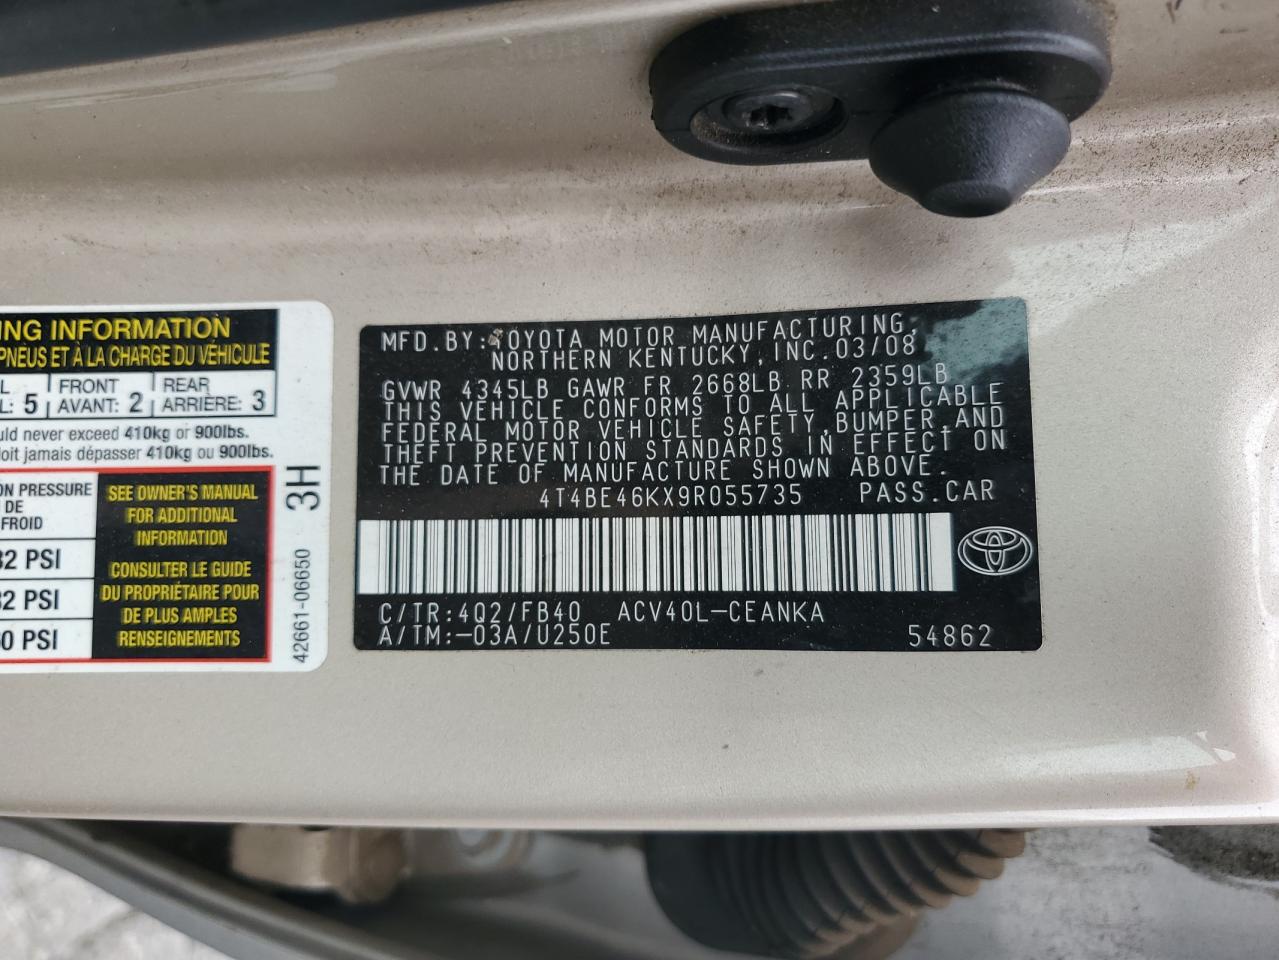 ING INFORMATION
PNEUS ET À LA CHARGE DU VÉHICULE
FRONT
REAR
: 5
AVANT: 2
ARRIÈRE: 3
never exceed 410kg or 900lbs.
jamais dépasser 410kg ou 900lbs.
PRESSURE
DE
FROID
32 PSI
32 PSI
60 PSI
SEE OWNER'S MANUAL
FOR ADDITIONAL
INFORMATION
CONSULTER LE GUIDE
DU PROPRIÉTAIRE POUR
DE PLUS AMPLES
RENSEIGNEMENTS
3H
42661-06650
MFD.BY:TOYOTA MOTOR MANUFACTURING,
NORTHERN KENTUCKY,INC.03/08
GVWR 4345LB GAWR FR 2668LB RR 2359LB
THIS VEHICLE CONFORMS TO ALL APPLICABLE
FEDERAL MOTOR VEHICLE SAFETY,BUMPER,AND
THEFT PREVENTION STANDARDS IN EFFECT ON
THE DATE OF MANUFACTURE SHOWN ABOVE.
4T4BE46KX9R055735 PASS.CAR
C/TR:4Q2/FB40 ACV40L-CEANKA
A/TM:-03A/U250E 54862